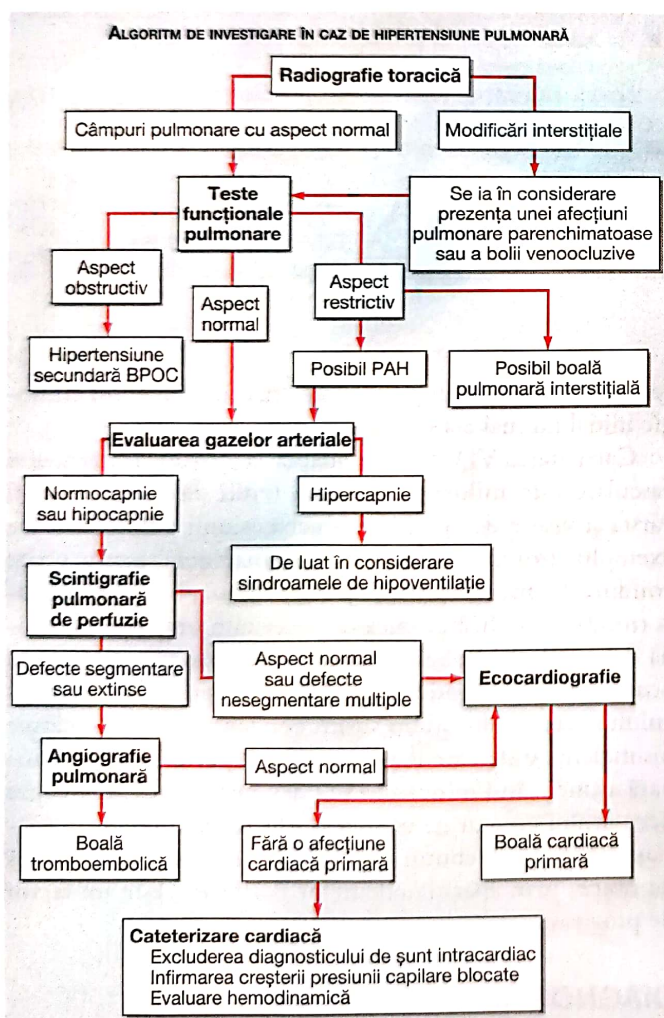 ALGORITM DE INVESTIGARE ÎN CAZ DE HIPERTENSIUNE PULMONARĂ
Radiografie toracică
Câmpuri pulmonare cu aspect normal
Modificări interstițiale
Teste
funcționale
pulmonare
Se ia în considerare
prezența unei afecțiuni
pulmonare parenchimatoase
sau a bolii venoocluzive
Aspect
obstructiv
Aspect
normal
Aspect
restrictiv
Hipertensiune
secundară BPOC
Posibil PAH
Posibil boală
pulmonară interstițială
Evaluarea gazelor arteriale
Normocapnie
sau hipocapnie
Hipercapnie
Scintigrafie
pulmonară
de perfuzie
De luat în considerare
sindroamele de hipoventilație
Defecte segmentare
sau extinse
Aspect normal
sau defecte
nesegmentare multiple
Ecocardiografie
Angiografie
pulmonară
Aspect normal
Boală
tromboembolică
Fără o afecțiune
cardiacă primară
Boală cardiacă
primară
Cateterizare cardiacă
Excluderea diagnosticului de șunt intracardiac
Infirmarea creșterii presiunii capilare blocate
Evaluare hemodinamică